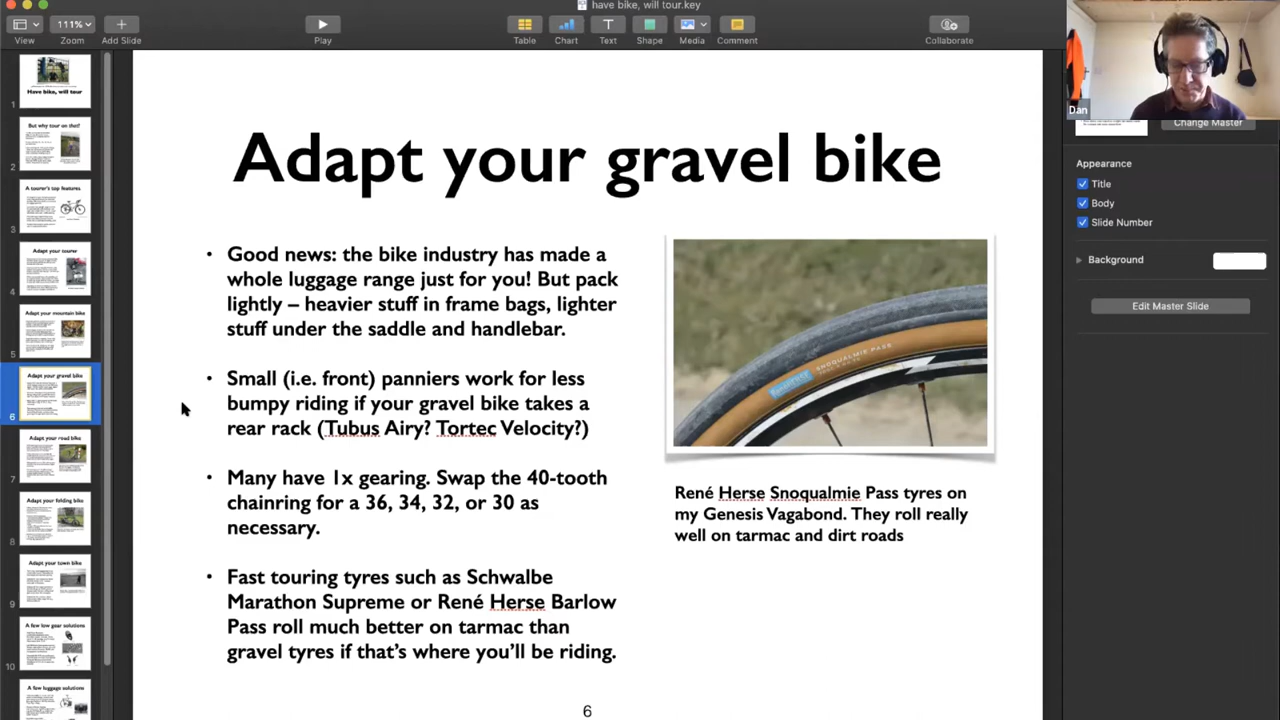 have bike, will tour.key
111%
View
Zoom
Add Slide
Play
Table
Chart
Text
Shape
Media
Comment
Collaborate
Dan
1
Have bike, will tour
2
But why tour on that?
3
A tourer's top features
4
Adapt your tourer
5
Adapt your mountain bike
6
Adapt your gravel bike
7
Adapt your road bike
8
Adapt your folding bike
9
Adapt your town bike
10
A few low gear solutions
A few luggage solutions
Adapt your gravel bike
• Good news: the bike industry has made a
whole luggage range just for you! But pack
lightly – heavier stuff in frame bags, lighter
stuff under the saddle and handlebar.
• Small (i.e. front) panniers work for less
bumpy riding if your gravel bike takes a
rear rack (Tubus Airy? Tortec Velocity?)
• Many have 1x gearing. Swap the 40-tooth
chainring for a 36, 34, 32, or 30 as
necessary.
• Fast touring tyres such as Schwalbe
Marathon Supreme or René Herse Barlow
Pass roll much better on tarmac than
gravel tyres if that's where you'll be riding.
SNOQUALMIE PASS
René Herse Snoqualmie Pass tyres on
my Genesis Vagabond. They roll really
well on tarmac and dirt roads
6
Change Master
Appearance
Title
Body
Slide Number
Background
Edit Master Slide